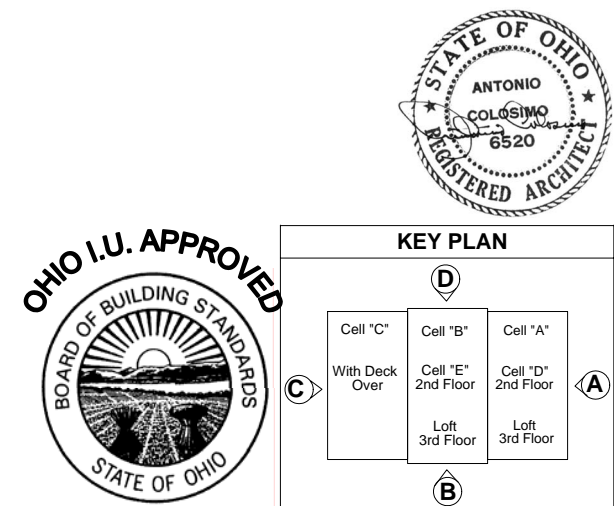 STATE OF OHIO
ANTONIO
COLOSIMO
6520
REGISTERED ARCHITECT
OHIO I.U. APPROVED
BOARD OF BUILDING STANDARDS
STATE OF OHIO
KEY PLAN
D
Cell "C"
With Deck
Over
Cell "B"
Cell "E"
2nd Floor
Loft
3rd Floor
Cell "A"
Cell "D"
2nd Floor
Loft
3rd Floor
C
A
B